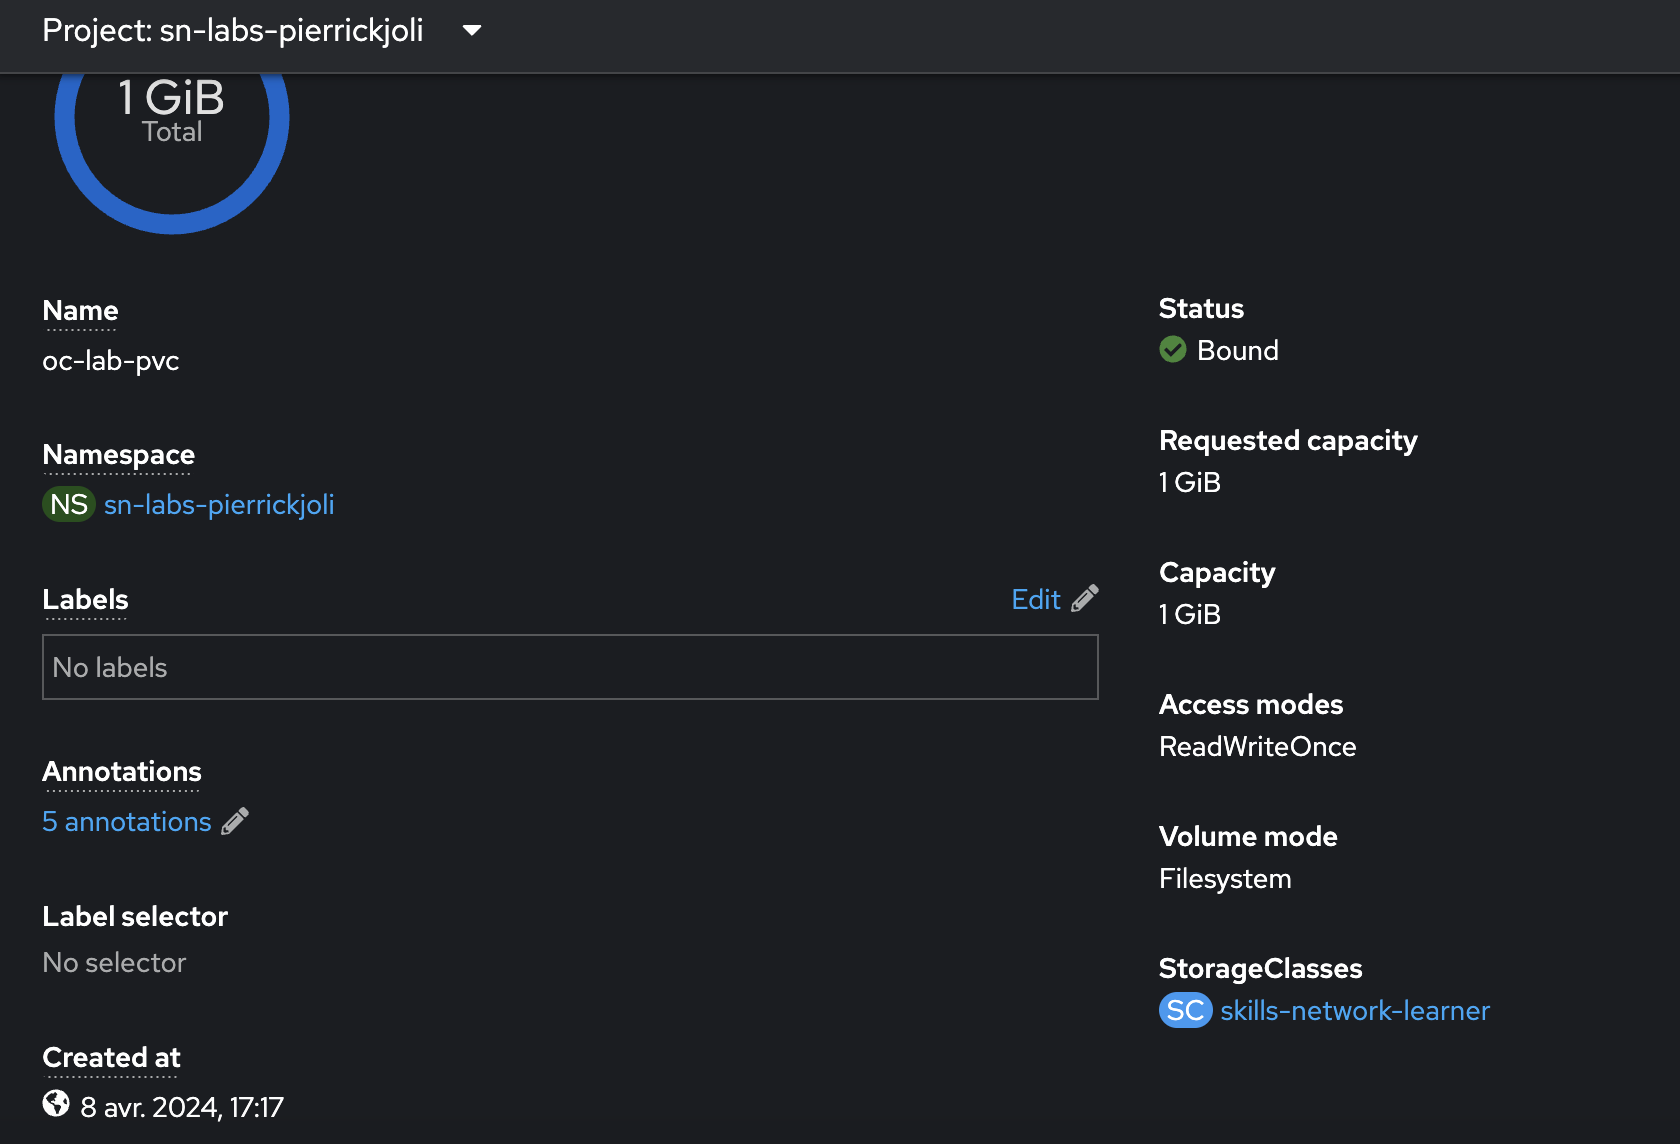 Project: sn-labs-pierrickjoli
1 GiB
Total
Name
oc-lab-pvc
Namespace
NS sn-labs-pierrickjoli
Labels
Edit
No labels
Annotations
5 annotations
Label selector
No selector
Created at
8 avr. 2024, 17:17
Status
Bound
Requested capacity
1 GiB
Capacity
1 GiB
Access modes
ReadWriteOnce
Volume mode
Filesystem
StorageClasses
SC skills-network-learner